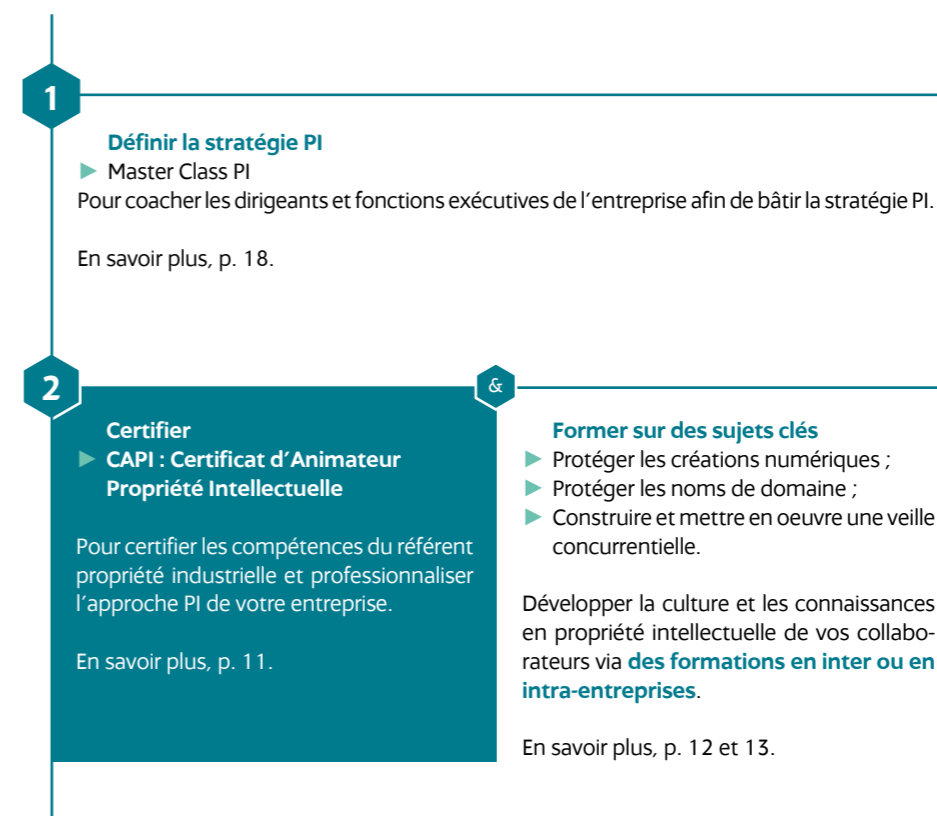 1
Définir la stratégie PI
► Master Class PI
Pour coacher les dirigeants et fonctions exécutives de l'entreprise afin de bâtir la stratégie PI.
En savoir plus, p. 18.
2
Certifier
► CAPI : Certificat d'Animateur
Propriété Intellectuelle
Pour certifier les compétences du référent
propriété industrielle et professionnaliser
l'approche PI de votre entreprise.
En savoir plus, p. 11.
&
Former sur des sujets clés
► Protéger les créations numériques ;
► Protéger les noms de domaine ;
► Construire et mettre en oeuvre une veille
concurrentielle.
Développer la culture et les connaissances
en propriété intellectuelle de vos collabo-
rateurs via des formations en inter ou en
intra-entreprises.
En savoir plus, p. 12 et 13.